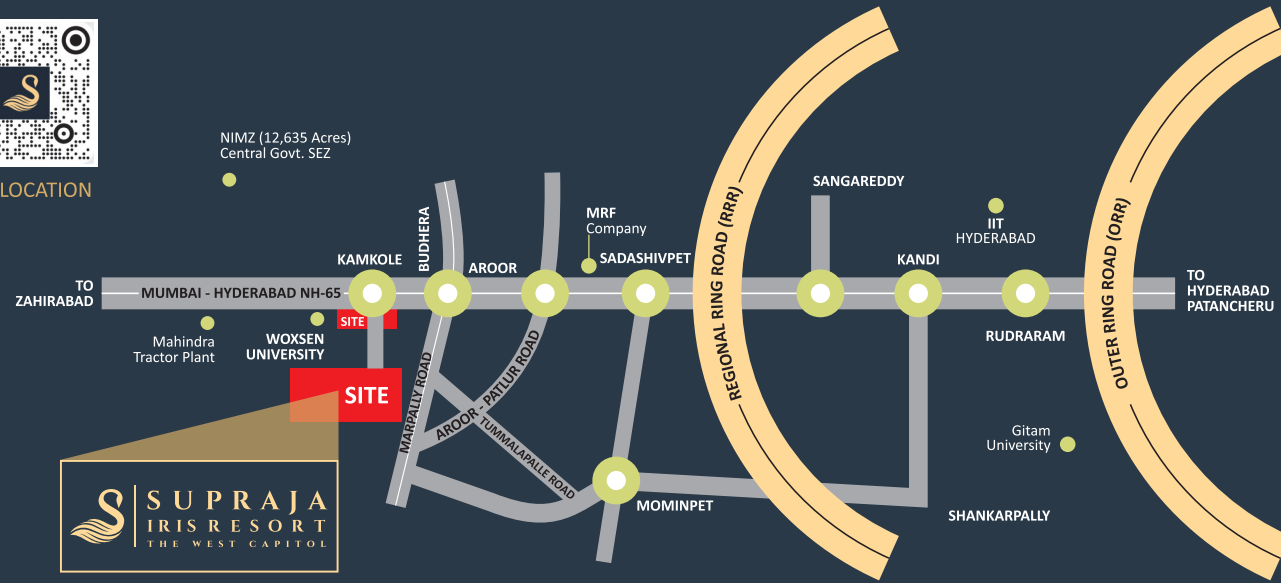 LOCATION
NIMZ (12,635 Acres)
Central Govt. SEZ
TO
ZAHIRABAD
MUMBAI - HYDERABAD NH-65
KAMKOLE
BUDHERA
AROOR
MRF
Company
SADASHIVPET
REGIONAL RING ROAD (RRR)
SANGAREDDY
KANDI
IIT
HYDERABAD
RUDRARAM
OUTER RING ROAD (ORR)
TO
HYDERABAD
PATANCHERU
Mahindra
Tractor Plant
WOXSEN
UNIVERSITY
SITE
SITE
MARPALLY ROAD
AROOR - PATLUR ROAD
TUMMALAPALLE ROAD
MOMINPET
Gitam
University
SHANKARPALLY
SUPRAJA
IRIS RESORT
THE WEST CAPITOL